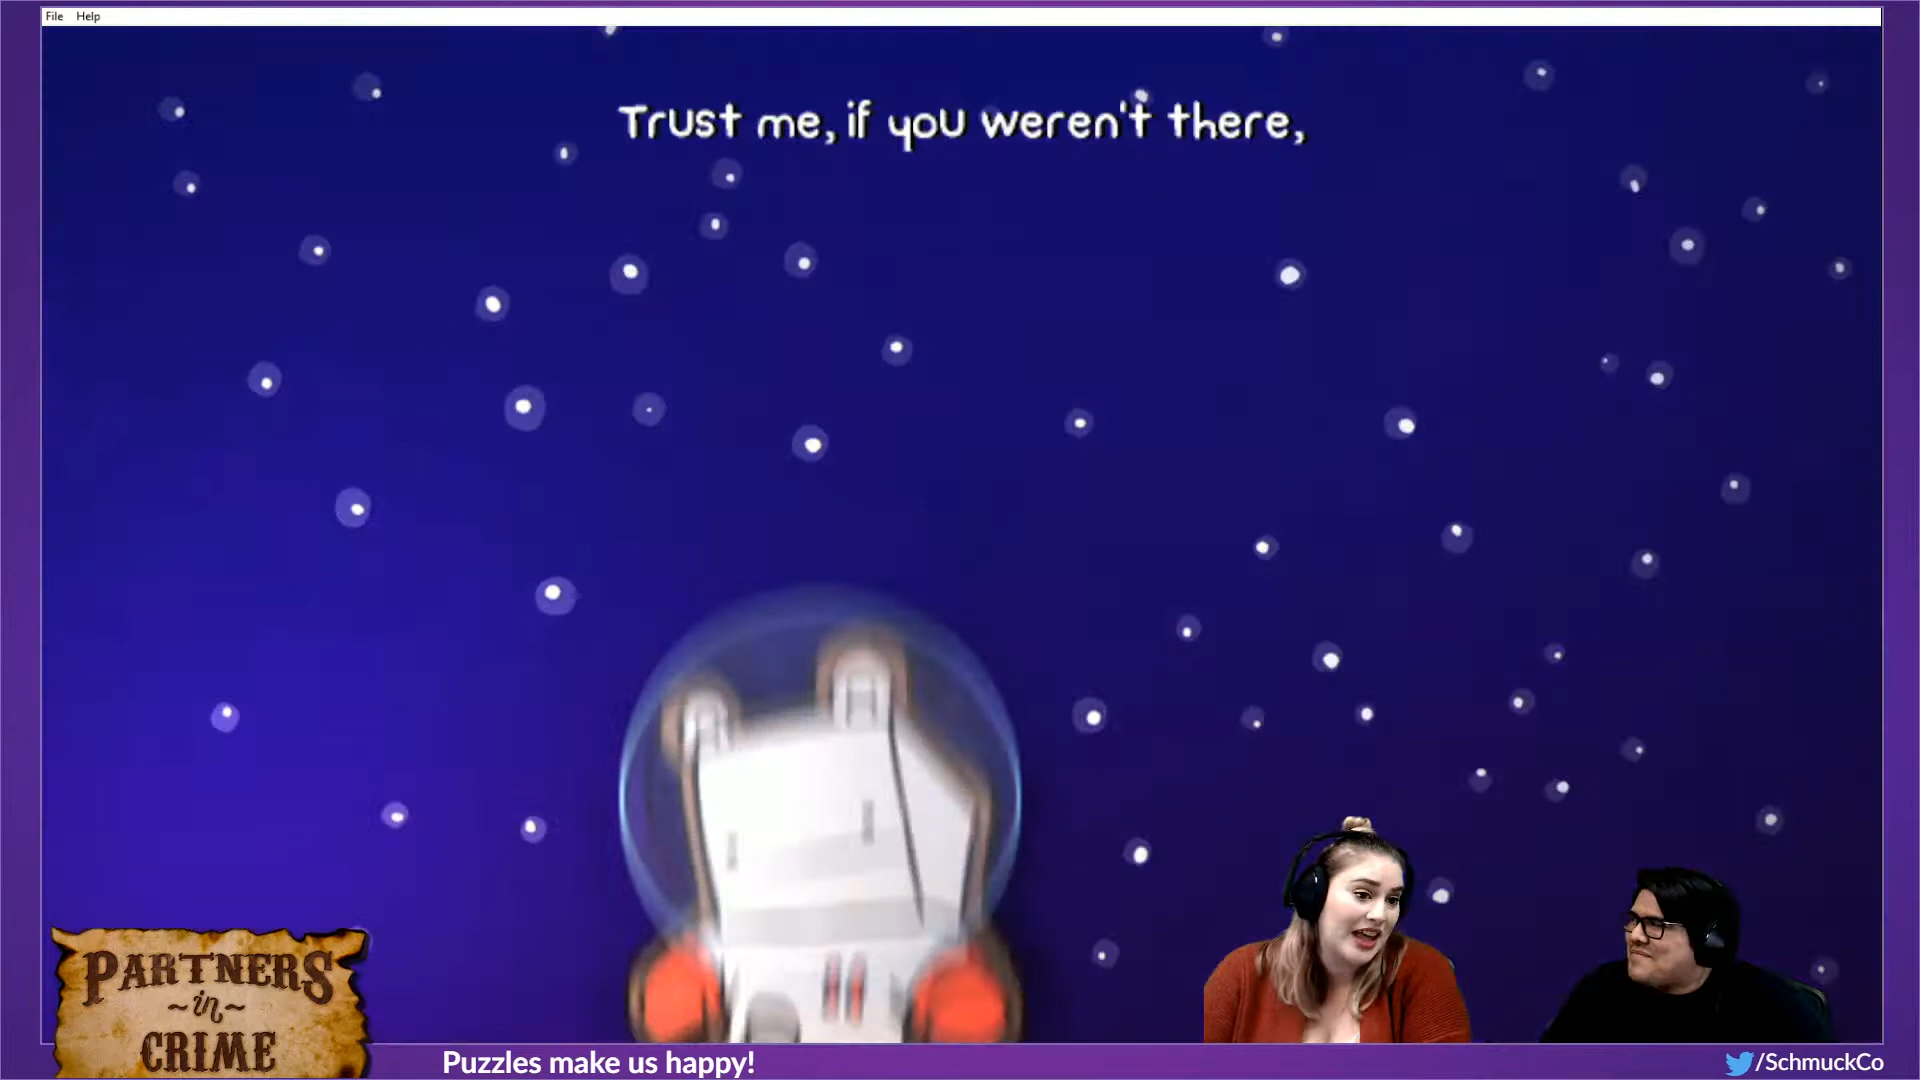 File Help
Trust me, if you weren't there,
PARTNERS
~in~
CRIME
Puzzles make us happy!
/SchmuckCo